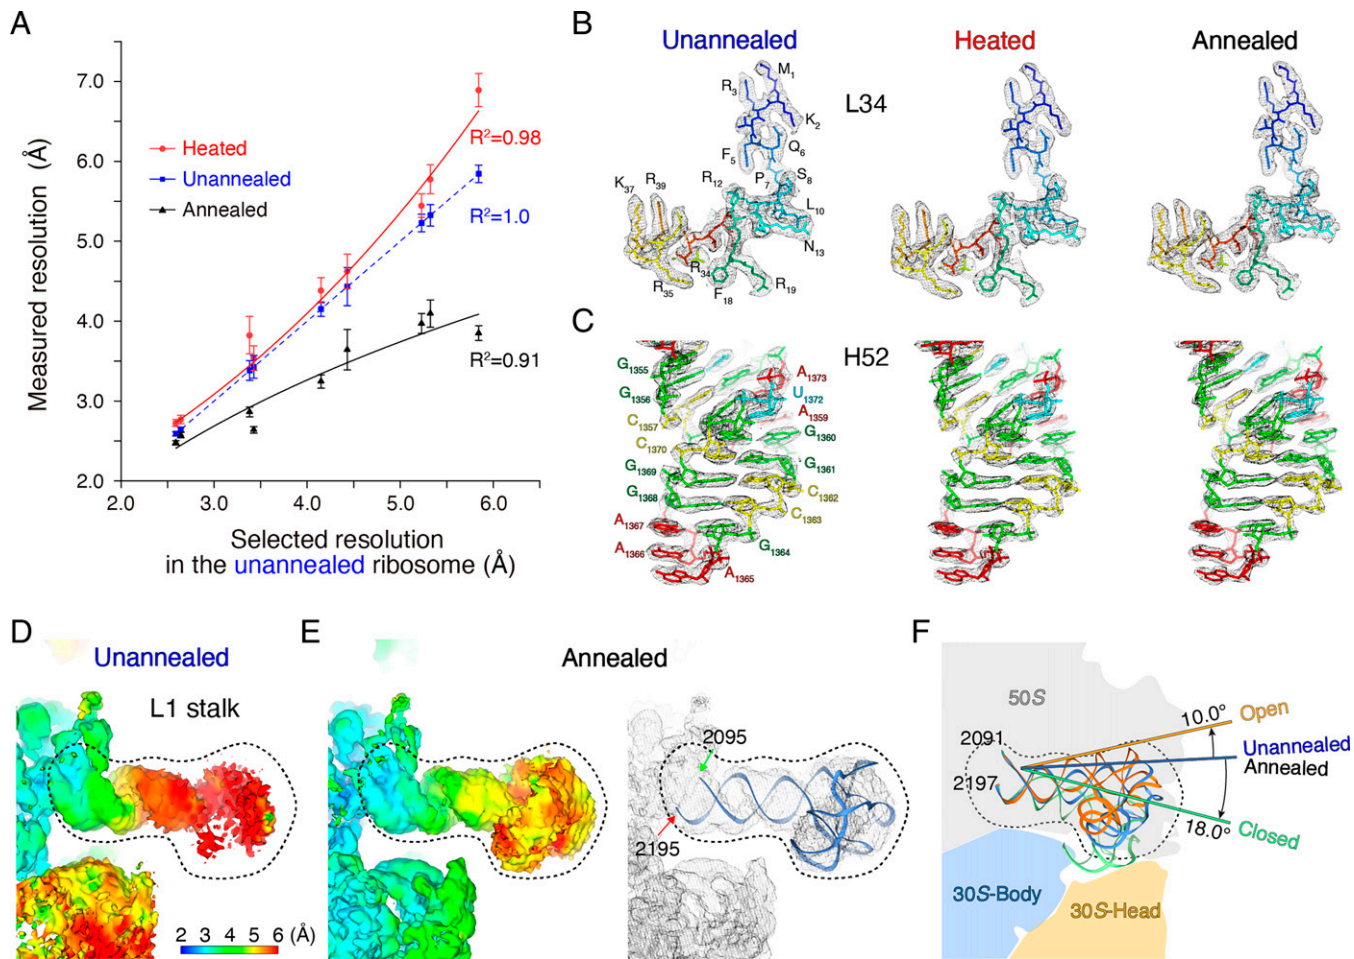 A
7.0
6.0
5.0
4.0
3.0
2.0
2.0 3.0 4.0 5.0 6.0
Measured resolution (Å)
Heated
Unannealed
Annealed
R²=0.98
R²=1.0
R²=0.91
Selected resolution
in the unannealed ribosome (Å)
B
Unannealed Heated Annealed
L34
M₁
R₃
K₂
Q₆
F₅
S₈
P₇
R₁₂
K₃₇ R₃₉
L₁₀
N₁₃
R₃₄
R₃₅
F₁₈
R₁₉
C
H52
G₁₃₅₅
A₁₃₇₃
G₁₃₅₆
U₁₃₇₂
A₁₃₅₉
C₁₃₅₇
G₁₃₆₀
C₁₃₇₀
G₁₃₆₉
G₁₃₆₁
G₁₃₆₈
C₁₃₆₂
A₁₃₆₇
C₁₃₆₃
A₁₃₆₆
G₁₃₆₄
A₁₃₆₅
D
Unannealed
L1 stalk
2 3 4 5 6 (Å)
E
Annealed
2095
2195
F
50S
10.0°
Open
2091
Unannealed
Annealed
2197
18.0°
Closed
30S-Body
30S-Head